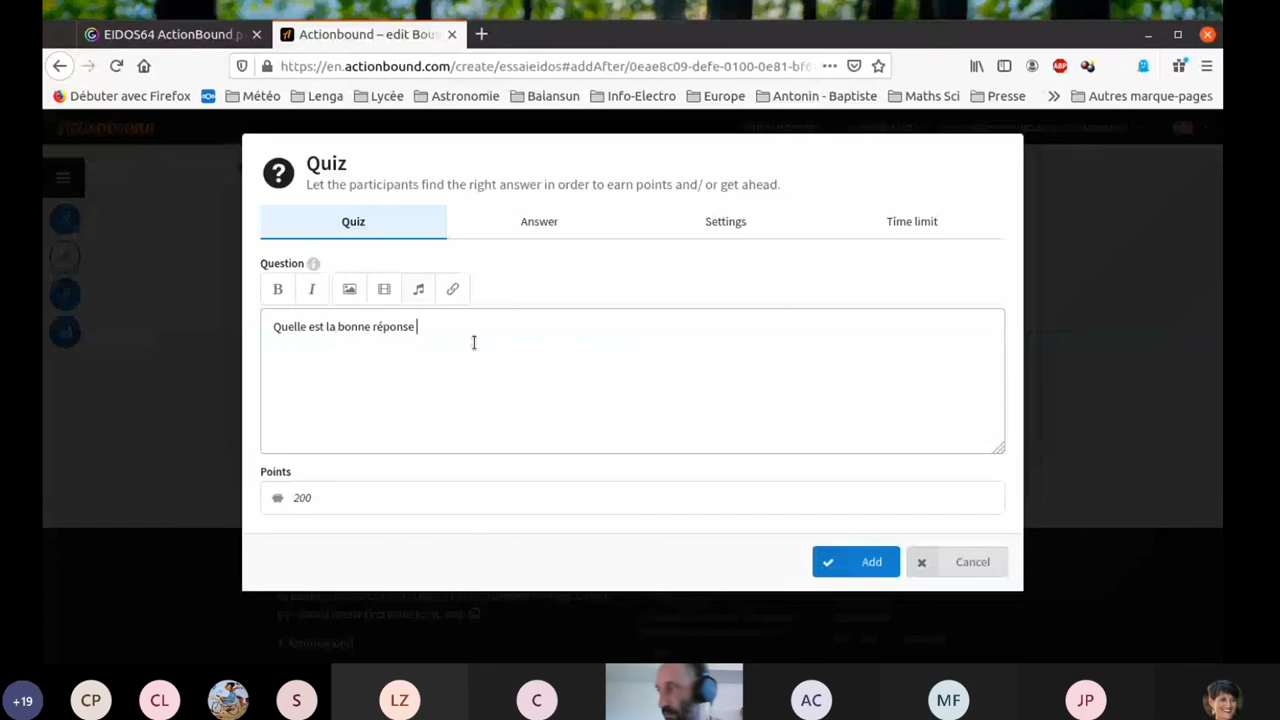 EIDOS64 ActionBound
Actionbound – edit Bou
https://en.actionbound.com/create/essaieidos#addAfter/0eae8c09-defe-0100-0e81-bf6
Débuter avec Firefox
Météo
Lenga
Lycée
Astronomie
Balansun
Info-Electro
Europe
Antonin - Baptiste
Maths Sci
Presse
Autres marque-pages
ABP
Quiz
Let the participants find the right answer in order to earn points and/ or get ahead.
Quiz
Answer
Settings
Time limit
Question
B
I
Quelle est la bonne réponse
Points
200
Add
Cancel
+19
CP
CL
S
LZ
C
AC
MF
JP